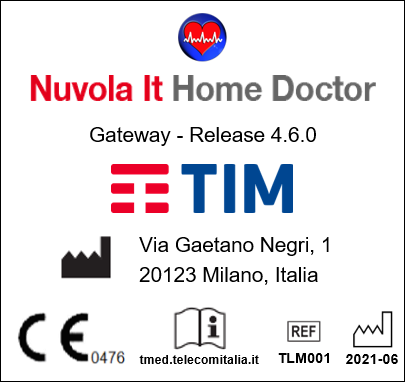 Nuvola It Home Doctor
Gateway - Release 4.6.0
TIM
Via Gaetano Negri, 1
20123 Milano, Italia
CE 0476
i
tmed.telecomitalia.it
REF
TLM001
2021-06